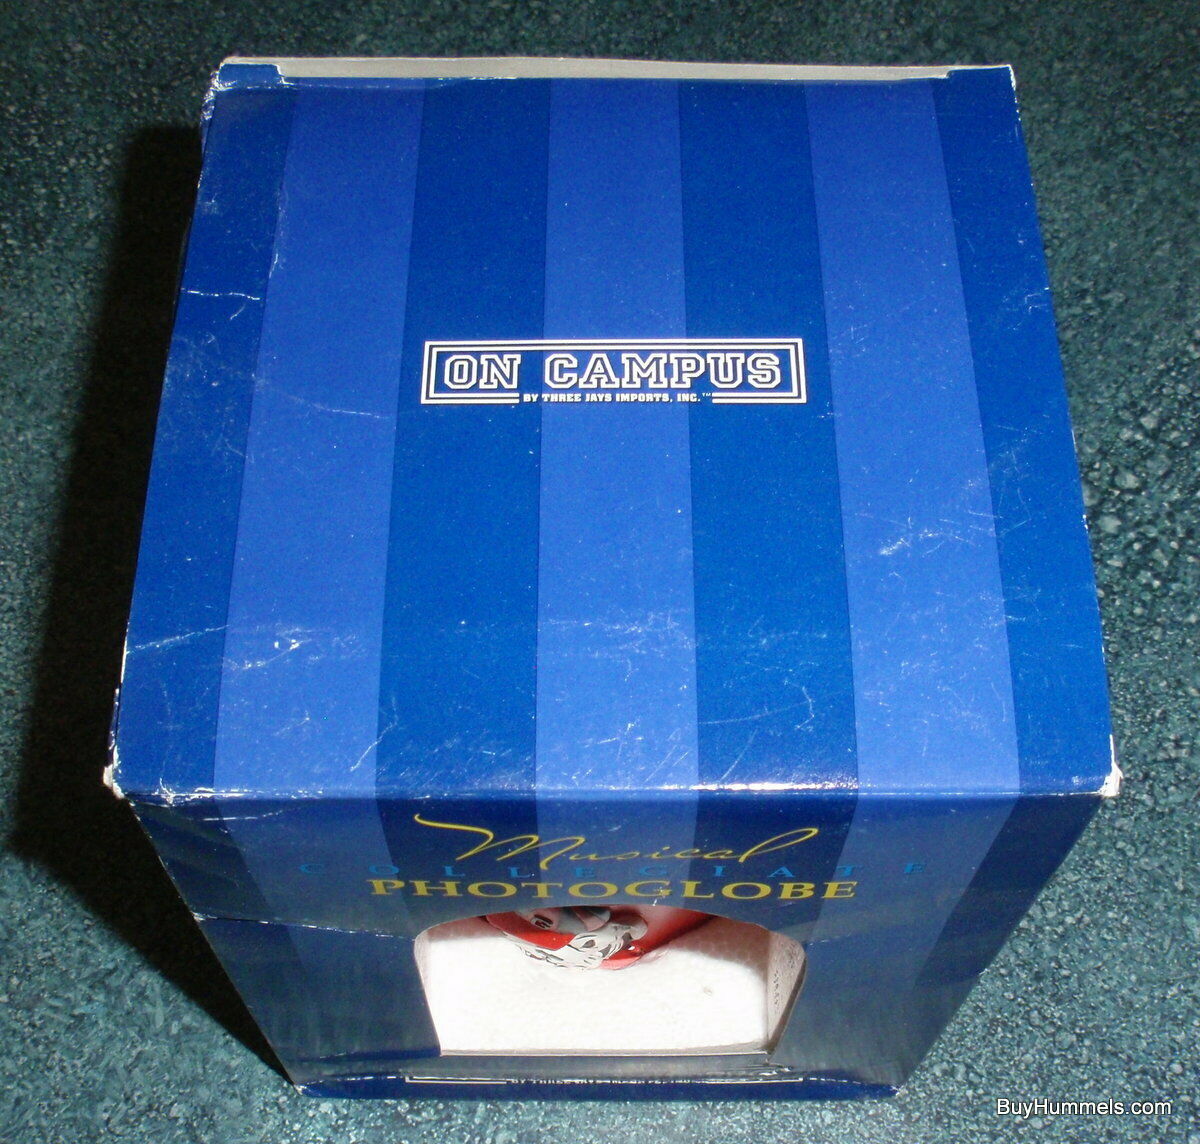 ON CAMPUS
BY THREE JAYS IMPORTS, INC.™
Musical
COLLEGIATE
PHOTOGLOBE
BuyHummels.com